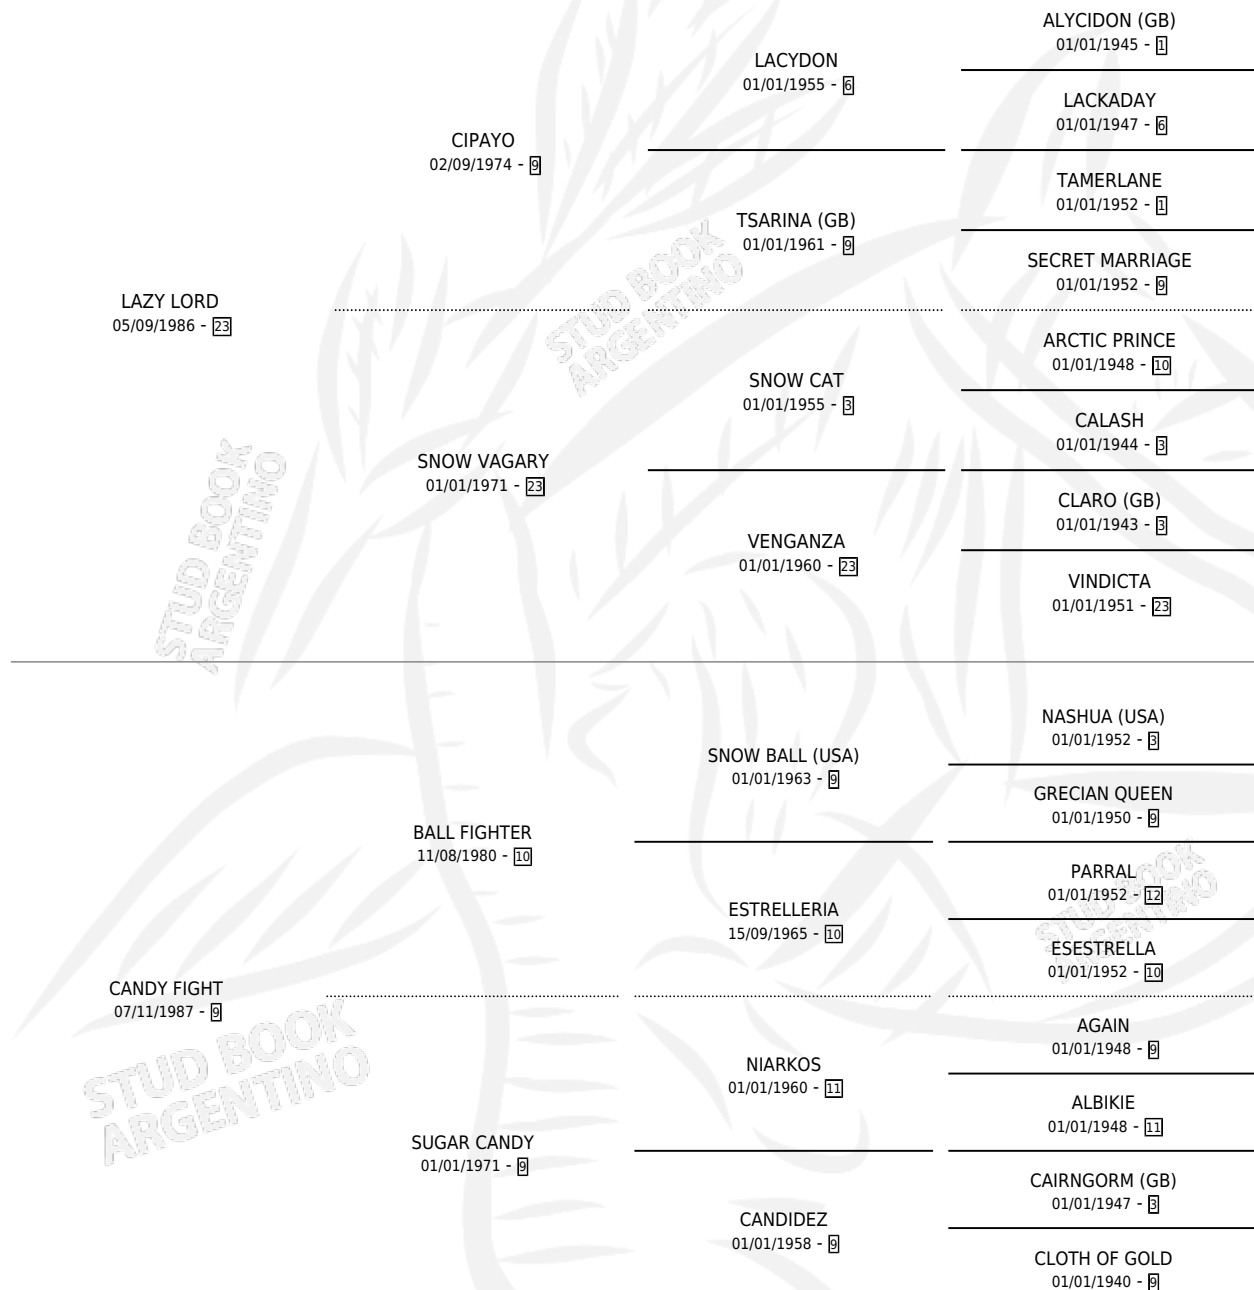 ALYCIDON (GB)
01/01/1945 - 1
LACYDON
01/01/1955 - 6
LACKADAY
01/01/1947 - 6
CIPAYO
02/09/1974 - 9
TAMERLANE
01/01/1952 - 1
TSARINA (GB)
01/01/1961 - 9
SECRET MARRIAGE
01/01/1952 - 9
LAZY LORD
05/09/1986 - 23
ARCTIC PRINCE
01/01/1948 - 10
SNOW CAT
01/01/1955 - 3
CALASH
01/01/1944 - 3
SNOW VAGARY
01/01/1971 - 23
CLARO (GB)
01/01/1943 - 3
VENGANZA
01/01/1960 - 23
VINDICTA
01/01/1951 - 23
NASHUA (USA)
01/01/1952 - 3
SNOW BALL (USA)
01/01/1963 - 9
GRECIAN QUEEN
01/01/1950 - 9
BALL FIGHTER
11/08/1980 - 10
PARRAL
01/01/1952 - 12
ESTRELLERIA
15/09/1965 - 10
ESESTRELLA
01/01/1952 - 10
CANDY FIGHT
07/11/1987 - 9
AGAIN
01/01/1948 - 9
NIARKOS
01/01/1960 - 11
ALBIKIE
01/01/1948 - 11
SUGAR CANDY
01/01/1971 - 9
CAIRNGORM (GB)
01/01/1947 - 3
CANDIDEZ
01/01/1958 - 9
CLOTH OF GOLD
01/01/1940 - 9
STUD BOOK
ARGENTINO
STUD BOOK
ARGENTINO
STUD BOOK
ARGENTINO
STUD BOOK
ARGENTINO